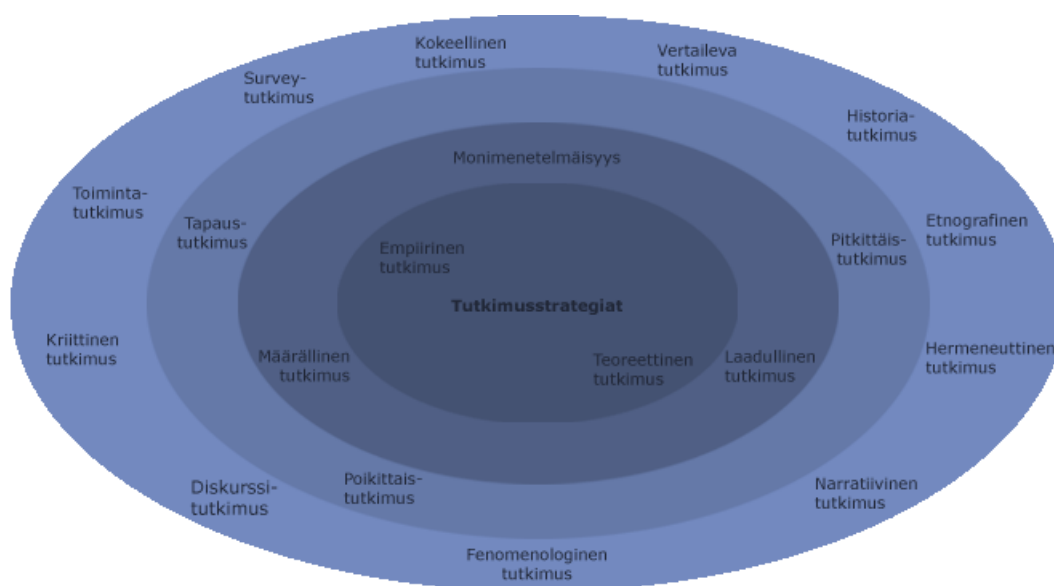 Kokeellinen
tutkimus
Vertaileva
tutkimus
Survey-
tutkimus
Historia-
tutkimus
Monimenetelmäisyys
Toiminta-
tutkimus
Tapaus-
tutkimus
Empiirinen
tutkimus
Pitkittäis-
tutkimus
Etnografinen
tutkimus
Tutkimusstrategiat
Kriittinen
tutkimus
Määrällinen
tutkimus
Teoreettinen
tutkimus
Laadullinen
tutkimus
Hermeneuttinen
tutkimus
Diskurssi-
tutkimus
Poikittais-
tutkimus
Narratiivinen
tutkimus
Fenomenologinen
tutkimus